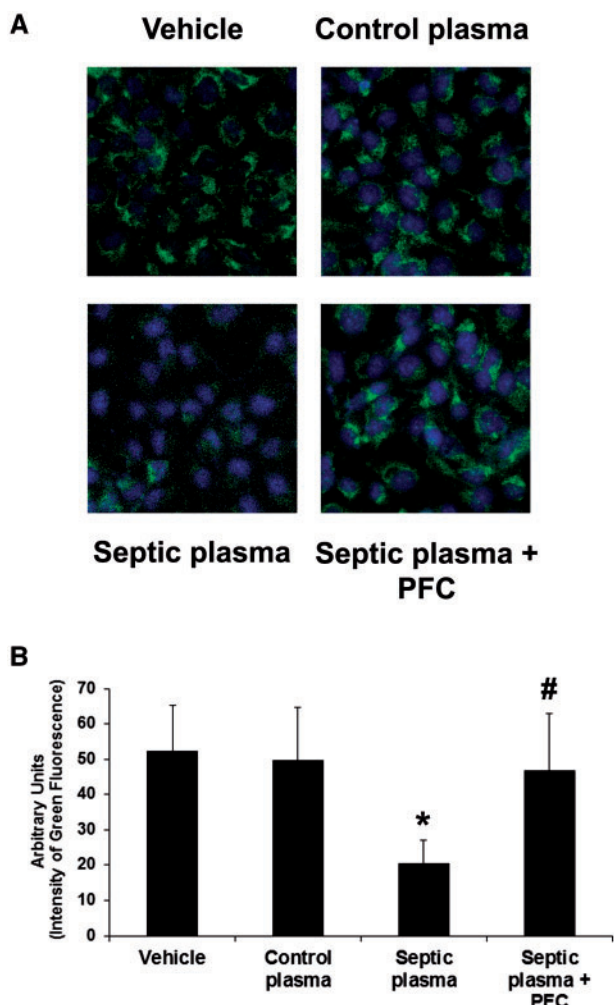 A
Vehicle Control plasma
Septic plasma Septic plasma +
PFC
B
Arbitrary Units
(Intensity of Green Fluorescence)
70
60
50
40
30
20
10
0
*
#
Vehicle Control Septic Septic
plasma plasma plasma +
PFC